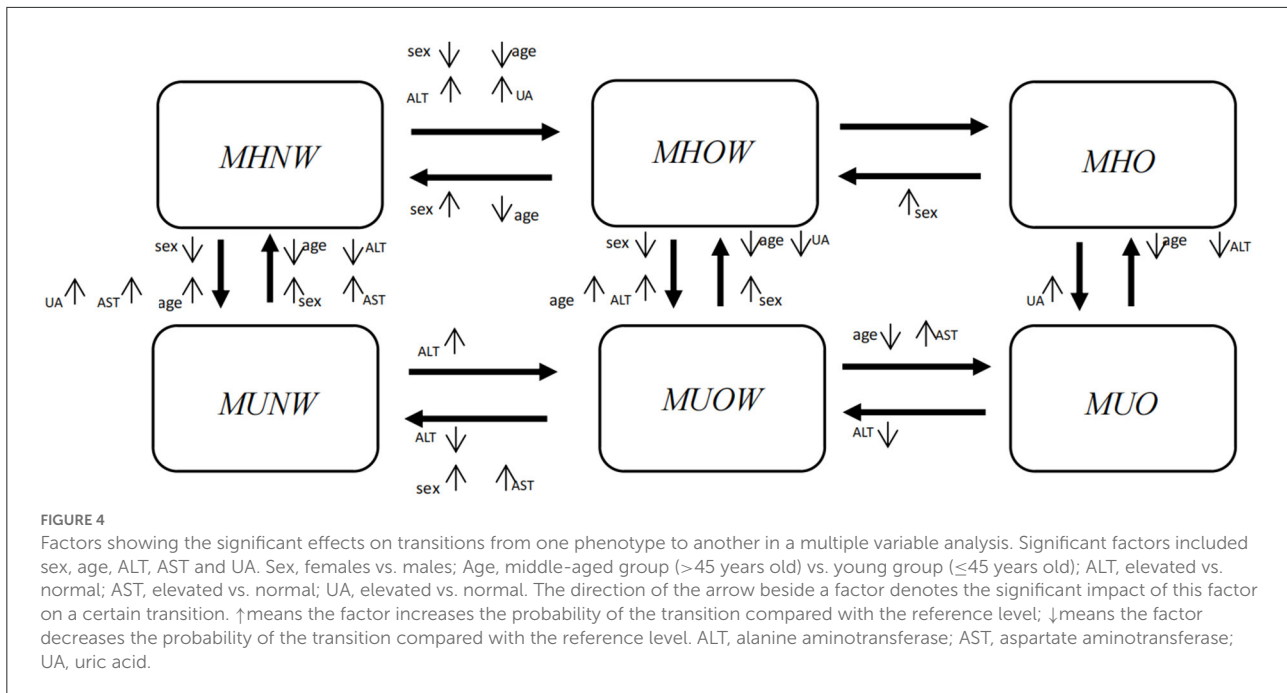 sex ↓ ↓age
ALT ↑ ↑ UA
MHNW MHOW MHO
sex ↑ ↓age ↑sex
sex ↓ ↓age ↓ALT sex ↓ ↓age ↓UA ↓age ↓ALT
UA ↑ AST ↑ age ↑ ↑sex ↑AST age ↑ ALT ↑ ↑sex UA ↑
ALT ↑ age ↓ ↑AST
MUNW MUOW MUO
ALT ↓ ALT ↓
sex ↑ ↑AST
FIGURE 4
Factors showing the significant effects on transitions from one phenotype to another in a multiple variable analysis. Significant factors included
sex, age, ALT, AST and UA. Sex, females vs. males; Age, middle-aged group (>45 years old) vs. young group (≤45 years old); ALT, elevated vs.
normal; AST, elevated vs. normal; UA, elevated vs. normal. The direction of the arrow beside a factor denotes the significant impact of this factor
on a certain transition. ↑means the factor increases the probability of the transition compared with the reference level; ↓means the factor
decreases the probability of the transition compared with the reference level. ALT, alanine aminotransferase; AST, aspartate aminotransferase;
UA, uric acid.